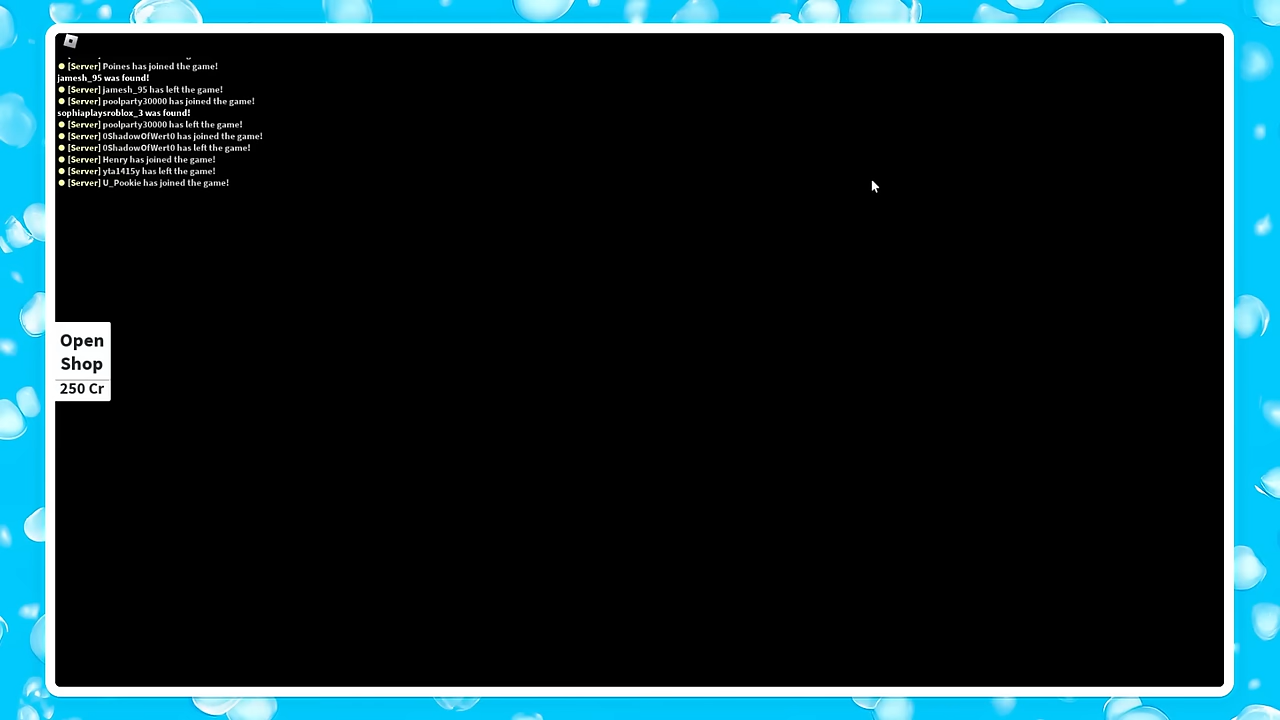 [Server] Poines has joined the game!
jamesh_95 was found!
[Server] jamesh_95 has left the game!
[Server] poolparty30000 has joined the game!
sophiaplaysroblox_3 was found!
[Server] poolparty30000 has left the game!
[Server] 0ShadowOfWert0 has joined the game!
[Server] 0ShadowOfWert0 has left the game!
[Server] Henry has joined the game!
[Server] yta1415y has left the game!
[Server] U_Pookie has joined the game!
Open
Shop
250 Cr